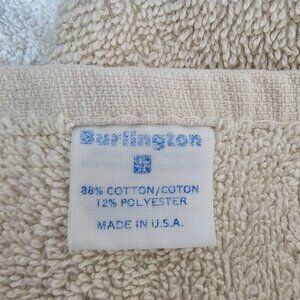 Burlington
88% COTTON/COTON
12% POLYESTER
MADE IN U.S.A.